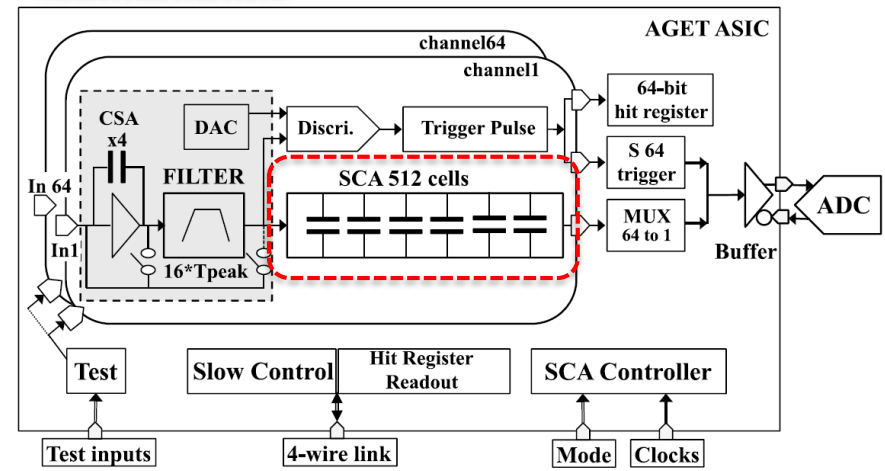 AGET ASIC
channel64
channel1
CSA
x4
DAC
Discri.
Trigger Pulse
64-bit
hit register
In 64
FILTER
SCA 512 cells
S 64
trigger
In1
16*Tpeak
MUX
64 to 1
Buffer
ADC
Test
Slow Control
Hit Register
Readout
SCA Controller
Test inputs
4-wire link
Mode
Clocks